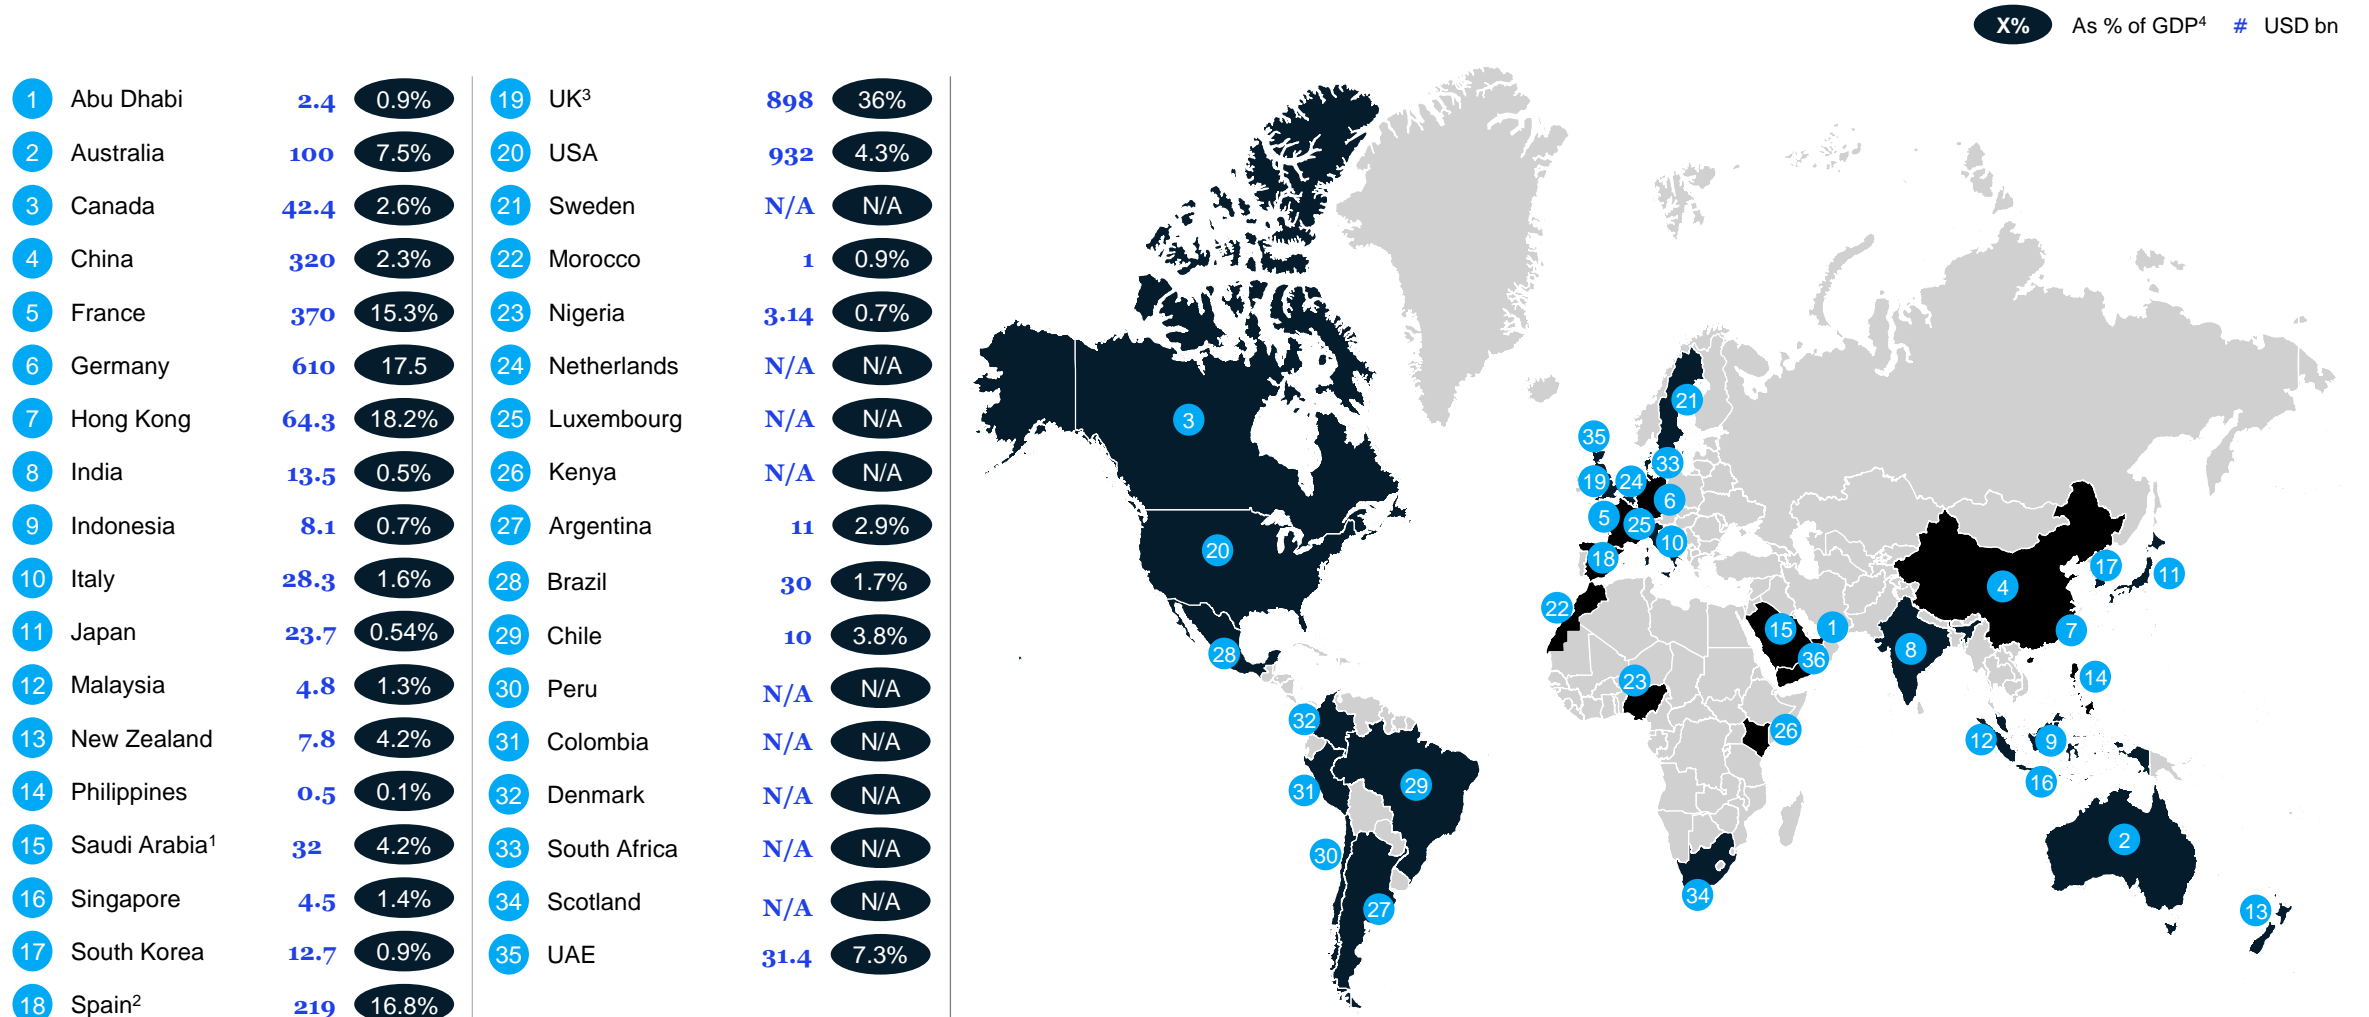 X% As % of GDP4 # USD bn
1 Abu Dhabi 2.4 0.9%
2 Australia 100 7.5%
3 Canada 42.4 2.6%
4 China 320 2.3%
5 France 370 15.3%
6 Germany 610 17.5
7 Hong Kong 64.3 18.2%
8 India 13.5 0.5%
9 Indonesia 8.1 0.7%
10 Italy 28.3 1.6%
11 Japan 23.7 0.54%
12 Malaysia 4.8 1.3%
13 New Zealand 7.8 4.2%
14 Philippines 0.5 0.1%
15 Saudi Arabia1 32 4.2%
16 Singapore 4.5 1.4%
17 South Korea 12.7 0.9%
18 Spain2 219 16.8%
19 UK3 898 36%
20 USA 932 4.3%
21 Sweden N/A N/A
22 Morocco 1 0.9%
23 Nigeria 3.14 0.7%
24 Netherlands N/A N/A
25 Luxembourg N/A N/A
26 Kenya N/A N/A
27 Argentina 11 2.9%
28 Brazil 30 1.7%
29 Chile 10 3.8%
30 Peru N/A N/A
31 Colombia N/A N/A
32 Denmark N/A N/A
33 South Africa N/A N/A
34 Scotland N/A N/A
35 UAE 31.4 7.3%
21
3
35
33
19 24
6
5 25
10
20
18
17 11
4
22
15 1 7
8
28 36
14
23
32 26
12 9
16
29
31
2
30
34
27 13